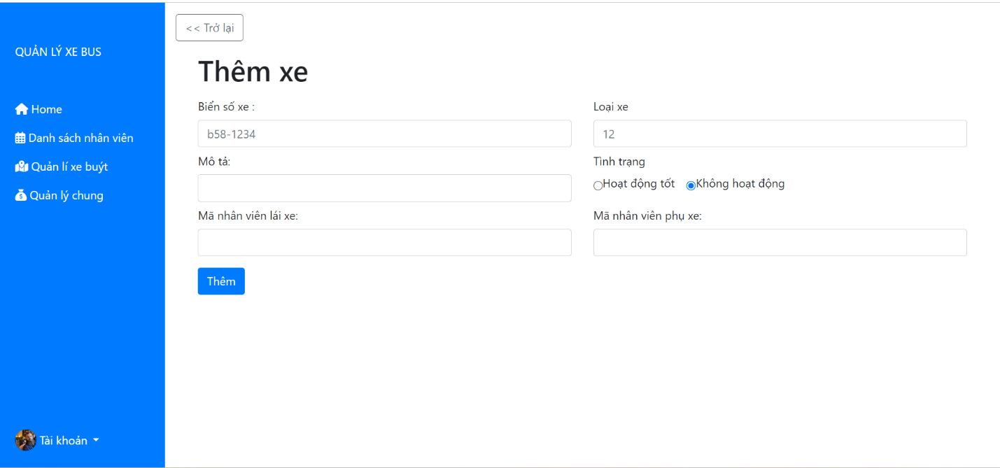 << Trở lại
QUẢN LÝ XE BUS
Home
Danh sách nhân viên
Quản lí xe buýt
Quản lý chung
Tài khoản
Thêm xe
Biển số xe :
Loại xe
b58-1234
12
Mô tả:
Tình trạng
Hoạt động tốt Không hoạt động
Mã nhân viên lái xe:
Mã nhân viên phụ xe:
Thêm